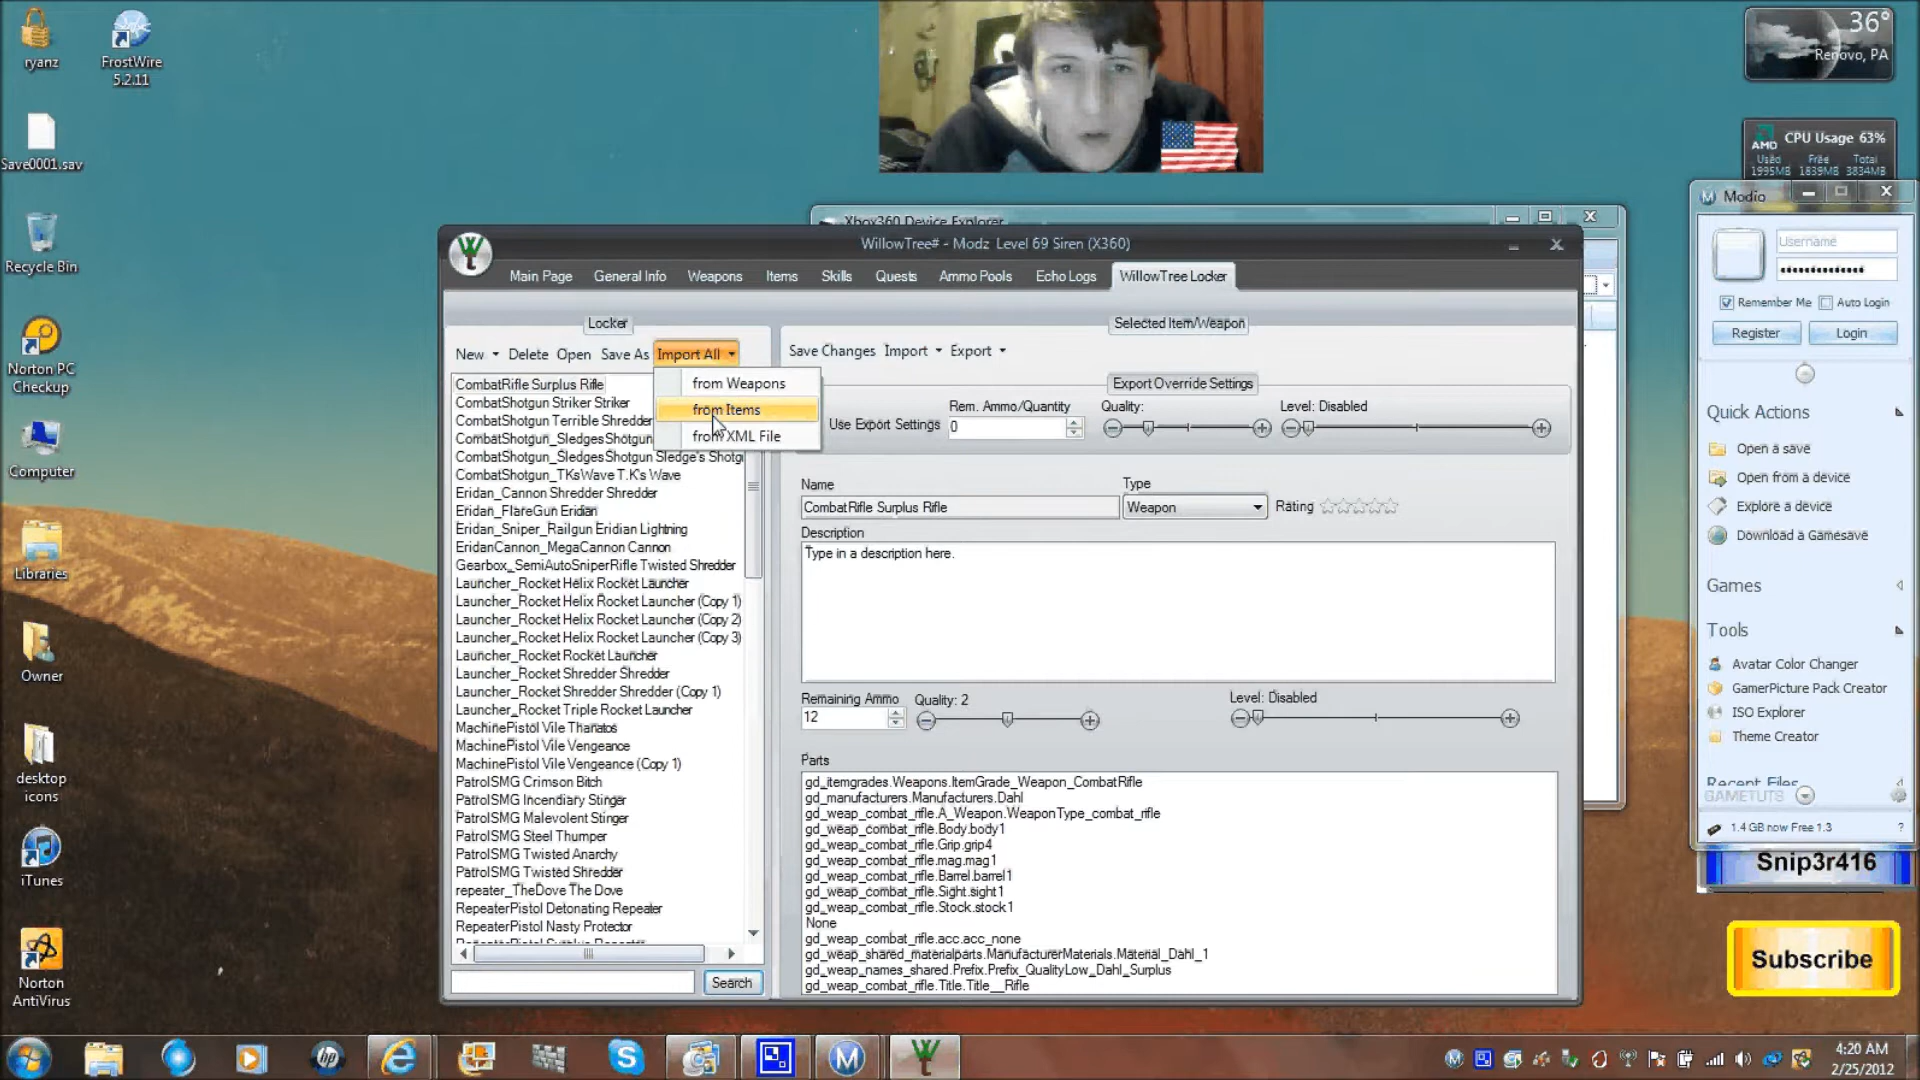 ryanz
FrostWire
5.2.11
Save0001.sav
Recycle Bin
Norton PC
Checkup
Computer
Libraries
Owner
desktop
icons
iTunes
Norton
AntiVirus
36°
Renovo, PA
AMD
CPU Usage 63%
Used Free Total
1995MB 1839MB 3834MB
Xbox360 Device Explorer
WillowTree# - Modz Level 69 Siren (X360)
Main Page General Info Weapons Items Skills Quests Ammo Pools Echo Logs WillowTree Locker
Locker
New Delete Open Save As Import All
from Weapons
from Items
from XML File
CombatRifle Surplus Rifle
CombatShotgun Striker Striker
CombatShotgun Terrible Shredder
CombatShotgun_SledgesShotgun
CombatShotgun_SledgesShotgun Sledge's Shotg
CombatShotgun_TKsWave T.K's Wave
Eridan_Cannon Shredder Shredder
Eridan_FlareGun Eridian
Eridan_Sniper_Railgun Eridian Lightning
EridanCannon_MegaCannon Cannon
Gearbox_SemiAutoSniperRifle Twisted Shredder
Launcher_Rocket Helix Rocket Launcher
Launcher_Rocket Helix Rocket Launcher (Copy 1)
Launcher_Rocket Helix Rocket Launcher (Copy 2)
Launcher_Rocket Helix Rocket Launcher (Copy 3)
Launcher_Rocket Rocket Launcher
Launcher_Rocket Shredder Shredder
Launcher_Rocket Shredder Shredder (Copy 1)
Launcher_Rocket Triple Rocket Launcher
MachinePistol Vile Thanatos
MachinePistol Vile Vengeance
MachinePistol Vile Vengeance (Copy 1)
PatrolSMG Crimson Bitch
PatrolSMG Incendiary Stinger
PatrolSMG Malevolent Stinger
PatrolSMG Steel Thumper
PatrolSMG Twisted Anarchy
PatrolSMG Twisted Shredder
repeater_TheDove The Dove
RepeaterPistol Detonating Repeater
RepeaterPistol Nasty Protector
RepeaterPistol Surplus Repeater
Search
Selected Item/Weapon
Save Changes Import Export
Export Override Settings
Use Export Settings
Rem. Ammo/Quantity
0
Quality:
Level: Disabled
Name
CombatRifle Surplus Rifle
Type
Weapon
Rating
Description
Type in a description here.
Remaining Ammo
12
Quality: 2
Level: Disabled
Parts
gd_itemgrades.Weapons.ItemGrade_Weapon_CombatRifle
gd_manufacturers.Manufacturers.Dahl
gd_weap_combat_rifle.A_Weapon.WeaponType_combat_rifle
gd_weap_combat_rifle.Body.body1
gd_weap_combat_rifle.Grip.grip4
gd_weap_combat_rifle.mag.mag1
gd_weap_combat_rifle.Barrel.barrel1
gd_weap_combat_rifle.Sight.sight1
gd_weap_combat_rifle.Stock.stock1
None
gd_weap_combat_rifle.acc.acc_none
gd_weap_shared_materialparts.ManufacturerMaterials.Material_Dahl_1
gd_weap_names_shared.Prefix.Prefix_QualityLow_Dahl_Surplus
gd_weap_combat_rifle.Title.Title__Rifle
Modio
Username
Remember Me Auto Login
Register Login
Quick Actions
Open a save
Open from a device
Explore a device
Download a Gamesave
Games
Tools
Avatar Color Changer
GamerPicture Pack Creator
ISO Explorer
Theme Creator
Recent Files
GAMETUTS
1.4 GB now Free 1.3
?
Snip3r416
Subscribe
4:20 AM
2/25/2012